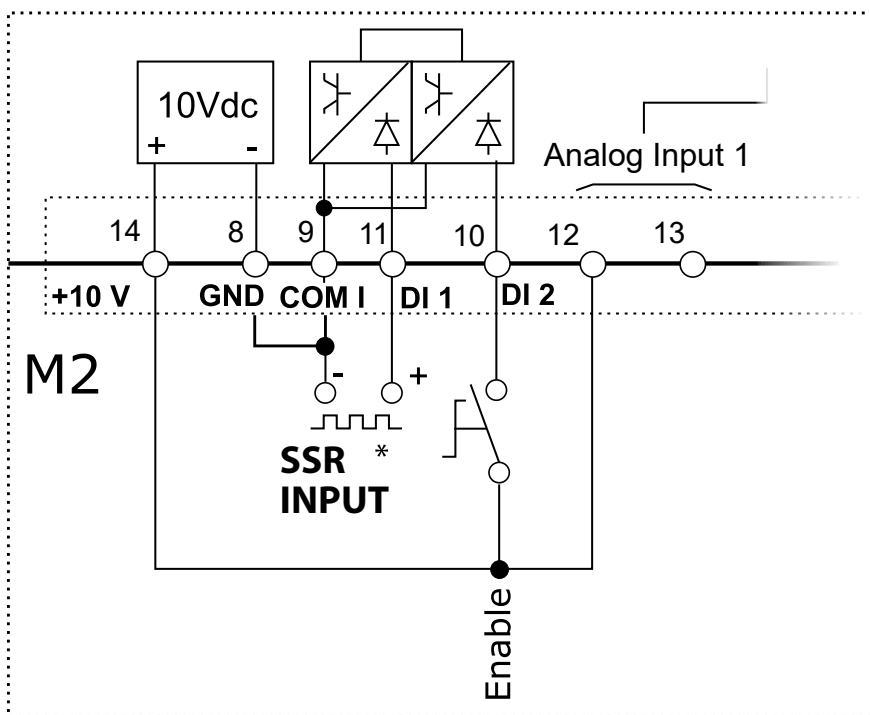 10Vdc
+ -
Analog Input 1
14 8 9 11 10 12 13
+10 V GND COM I DI 1 DI 2
M2
- +
SSR *
INPUT
Enable